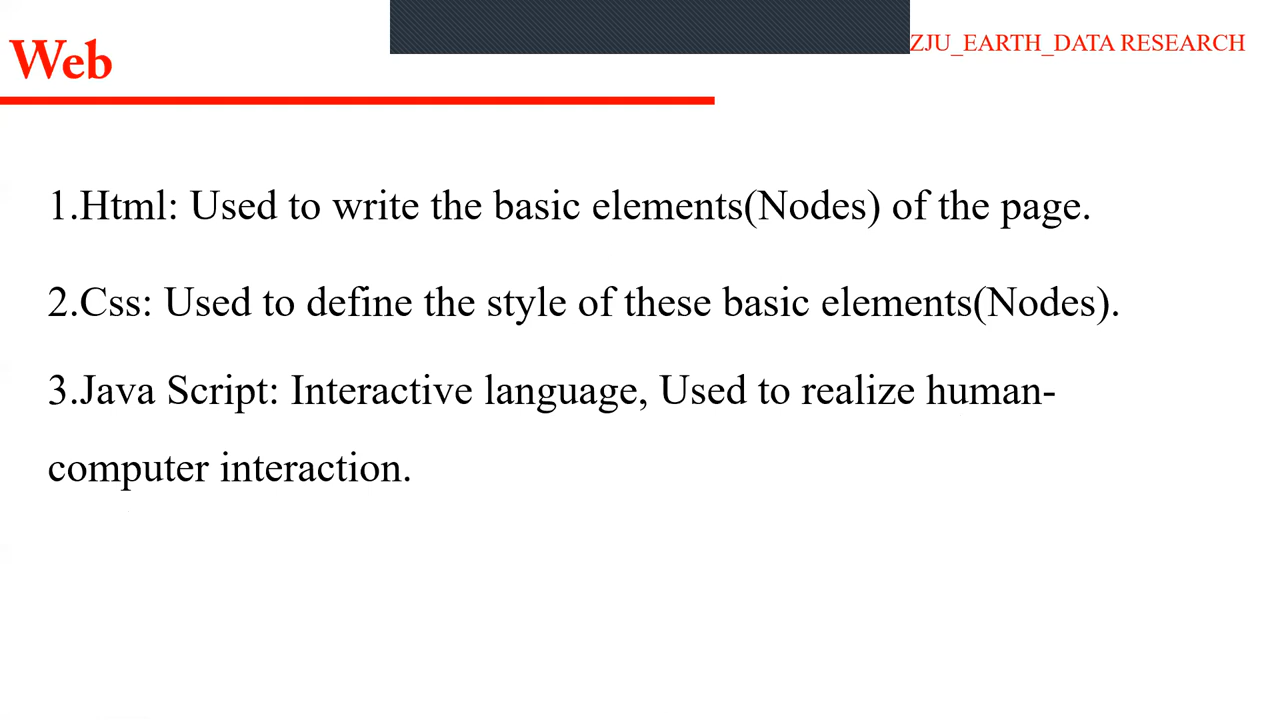 Web
ZJU_EARTH_DATA RESEARCH
1.Html: Used to write the basic elements(Nodes) of the page.
2.Css: Used to define the style of these basic elements(Nodes).
3.Java Script: Interactive language, Used to realize human-
computer interaction.